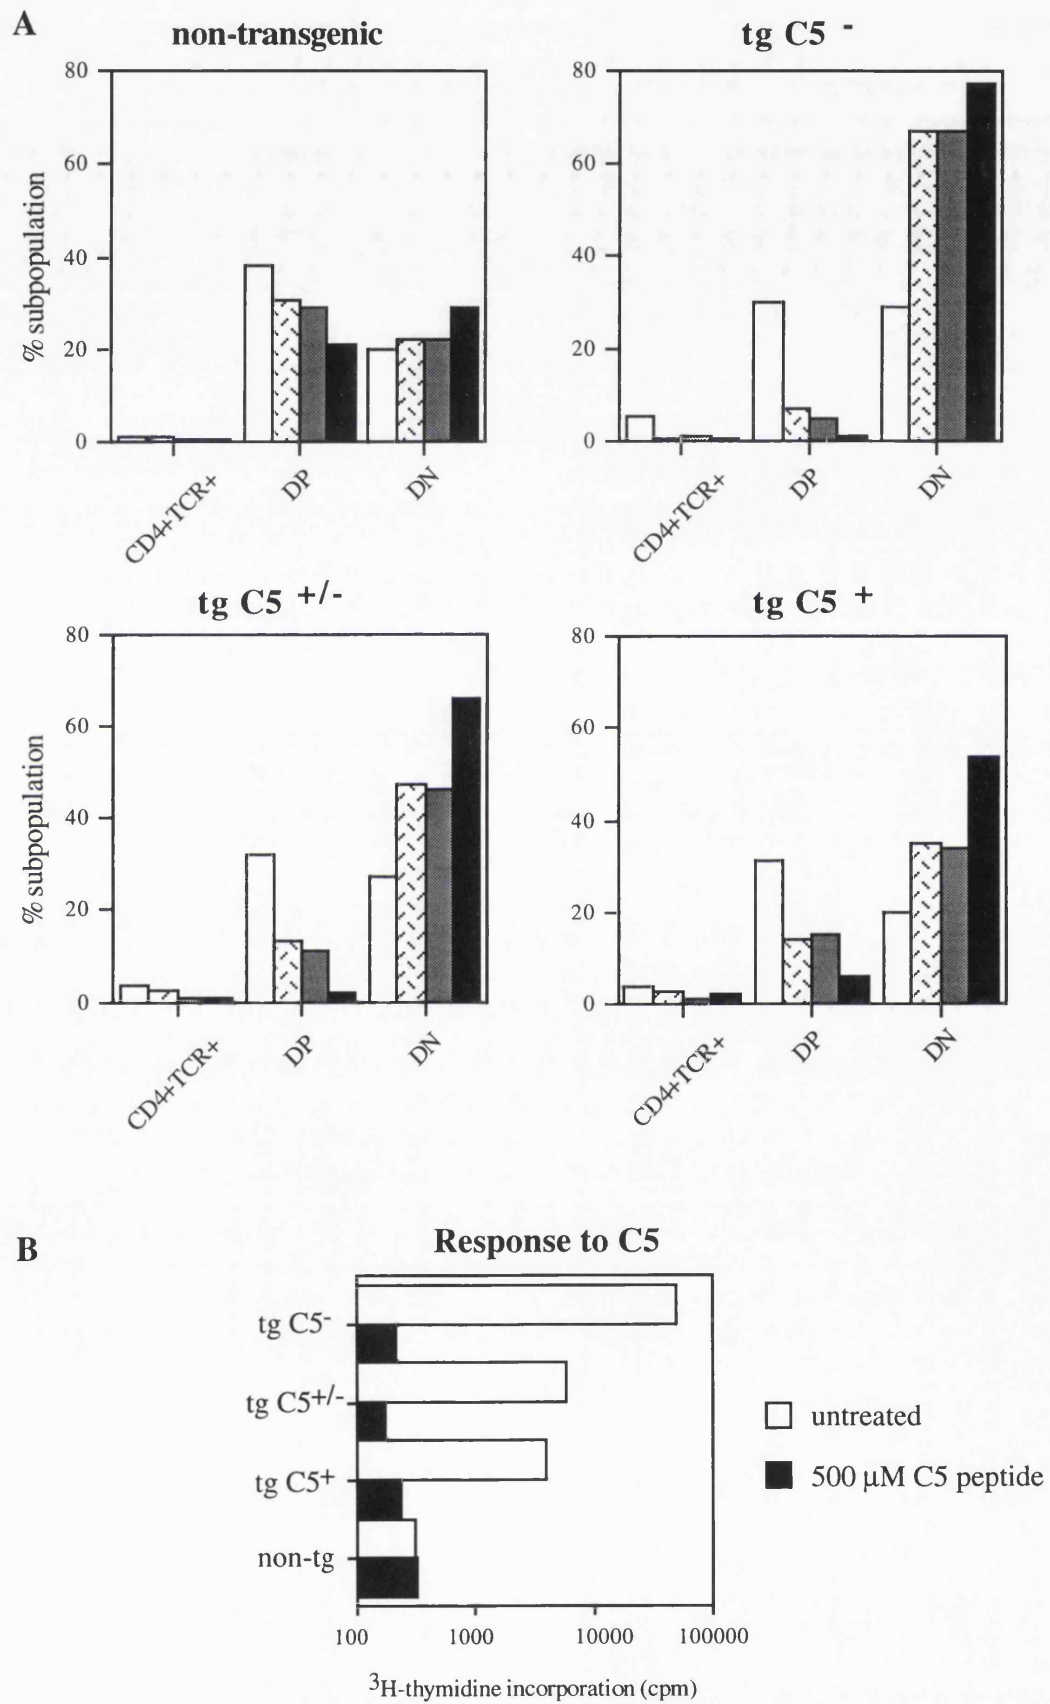 A
non-transgenic
tg C5 -
80
60
40
20
0
% subpopulation
CD4+TCR+
DP
DN
80
60
40
20
0
CD4+TCR+
DP
DN
tg C5 +/-
tg C5 +
80
60
40
20
0
% subpopulation
CD4+TCR+
DP
DN
80
60
40
20
0
CD4+TCR+
DP
DN
B
Response to C5
tg C5-
tg C5+/-
tg C5+
non-tg
untreated
500 µM C5 peptide
100 1000 10000 100000
3H-thymidine incorporation (cpm)